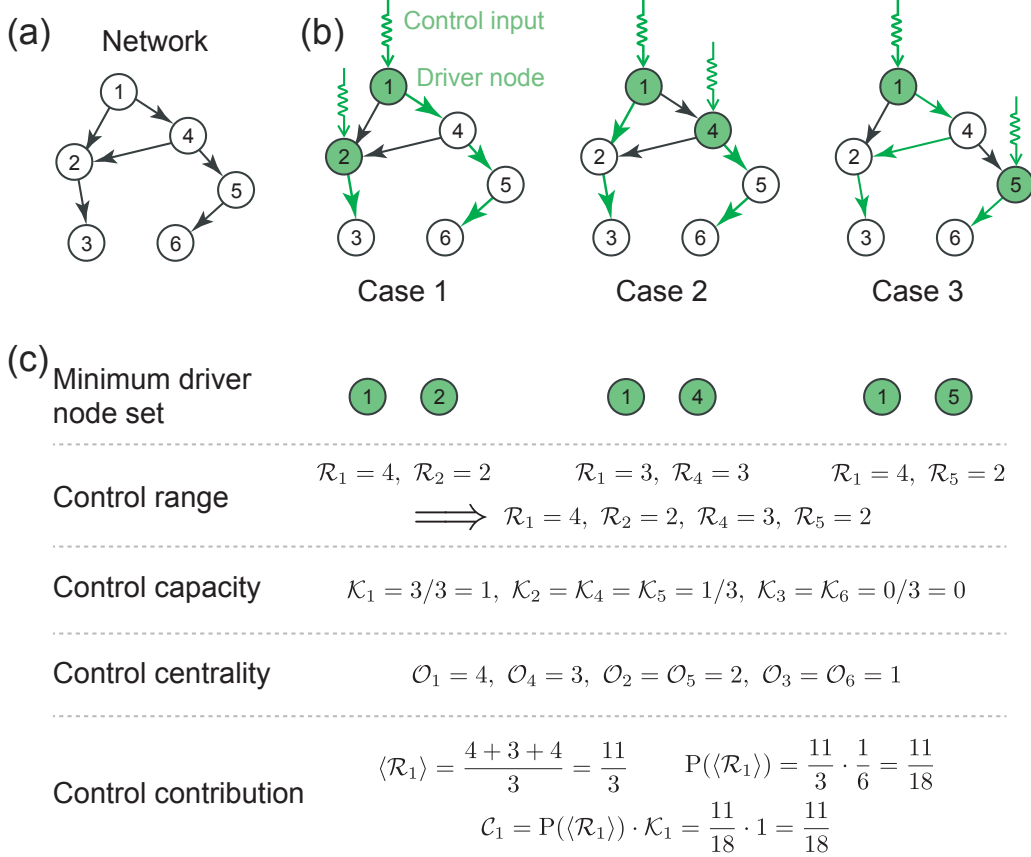 (a)
Network
1
2
4
5
3
6
(b)
Control input
Driver node
1
2
4
5
3
6
Case 1
1
2
4
5
3
6
Case 2
1
2
4
5
3
6
Case 3
(c)
Minimum driver
node set
1 2 1 4 1 5
Control range
ℛ₁ = 4, ℛ₂ = 2 ℛ₁ = 3, ℛ₄ = 3 ℛ₁ = 4, ℛ₅ = 2
⟹ ℛ₁ = 4, ℛ₂ = 2, ℛ₄ = 3, ℛ₅ = 2
Control capacity
𝒦₁ = 3/3 = 1, 𝒦₂ = 𝒦₄ = 𝒦₅ = 1/3, 𝒦₃ = 𝒦₆ = 0/3 = 0
Control centrality
𝒪₁ = 4, 𝒪₄ = 3, 𝒪₂ = 𝒪₅ = 2, 𝒪₃ = 𝒪₆ = 1
Control contribution
⟨ℛ₁⟩ = (4 + 3 + 4)/3 = 11/3 P(⟨ℛ₁⟩) = 11/3 · 1/6 = 11/18
𝒞₁ = P(⟨ℛ₁⟩) · 𝒦₁ = 11/18 · 1 = 11/18